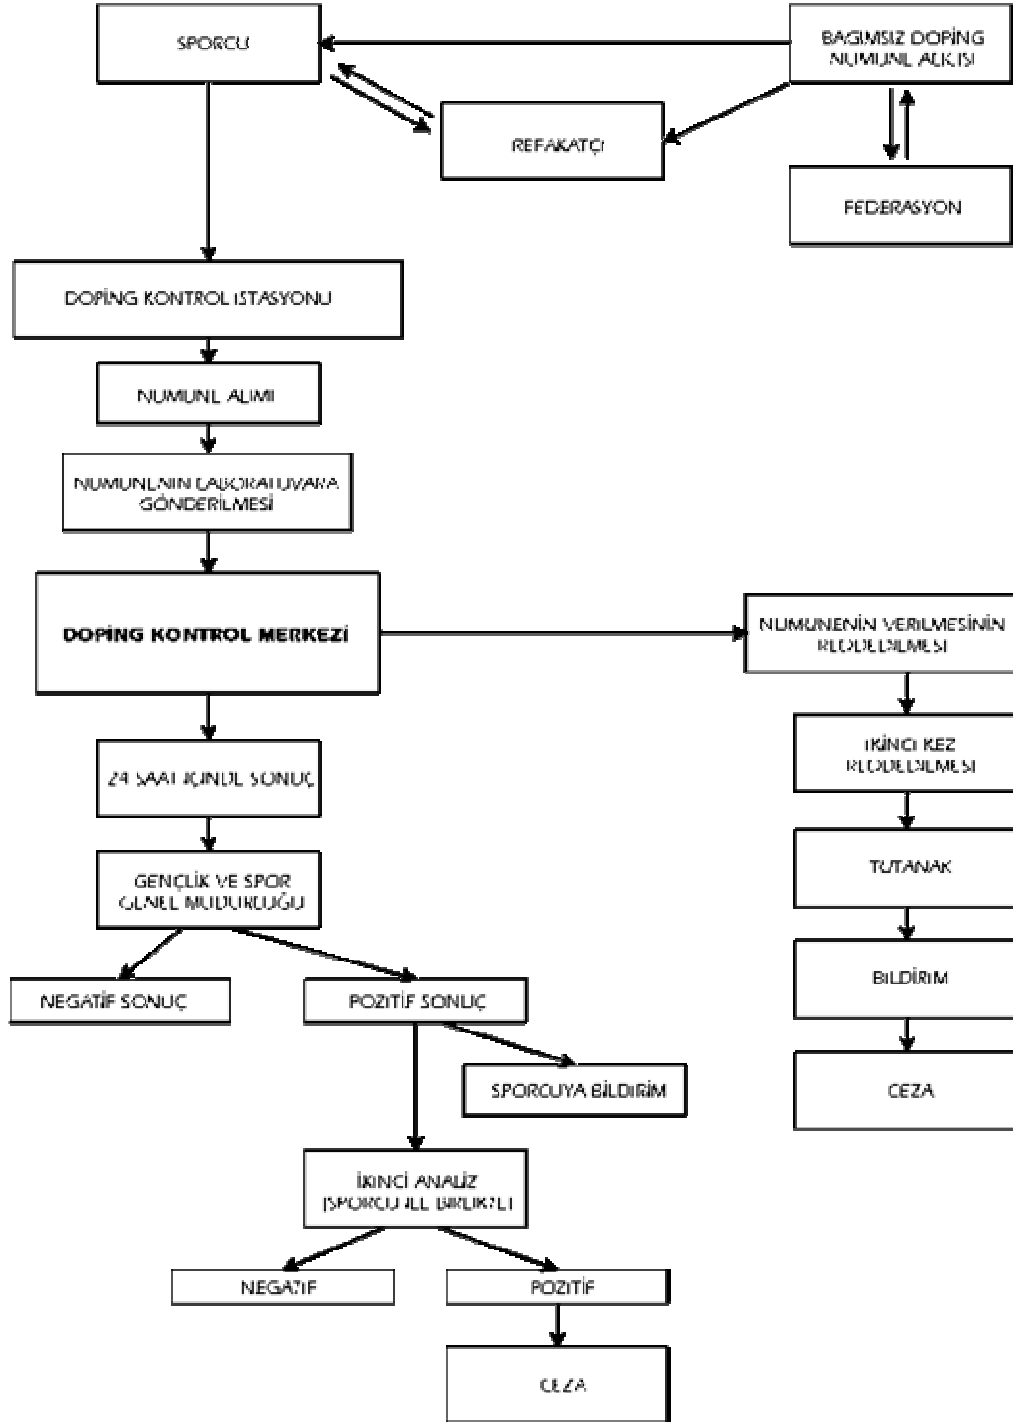 SPORCU
BAĞIMSIZ DOPİNG
NUMUNE ALICISI
REFAKATÇI
FEDERASYON
DOPİNG KONTROL İSTASYONU
NUMUNE ALIMI
NUMUNENİN LABORATUVARA
GÖNDERİLMESİ
DOPİNG KONTROL MERKEZİ
NUMUNENİN VERİLMESİNİN
REDDEDİLMESİ
İKİNCİ KEZ
REDDEDİLMESİ
24 SAAT İÇİNDE SONUÇ
TUTANAK
GENÇLİK VE SPOR
GENEL MÜDÜRLÜĞÜ
BİLDİRİM
NEGATİF SONUÇ
POZİTİF SONUÇ
SPORCUYA BİLDİRİM
CEZA
İKİNCİ ANALİZ
(SPORCU İLE BİRLİKTE)
NEGATİF
POZİTİF
CEZA